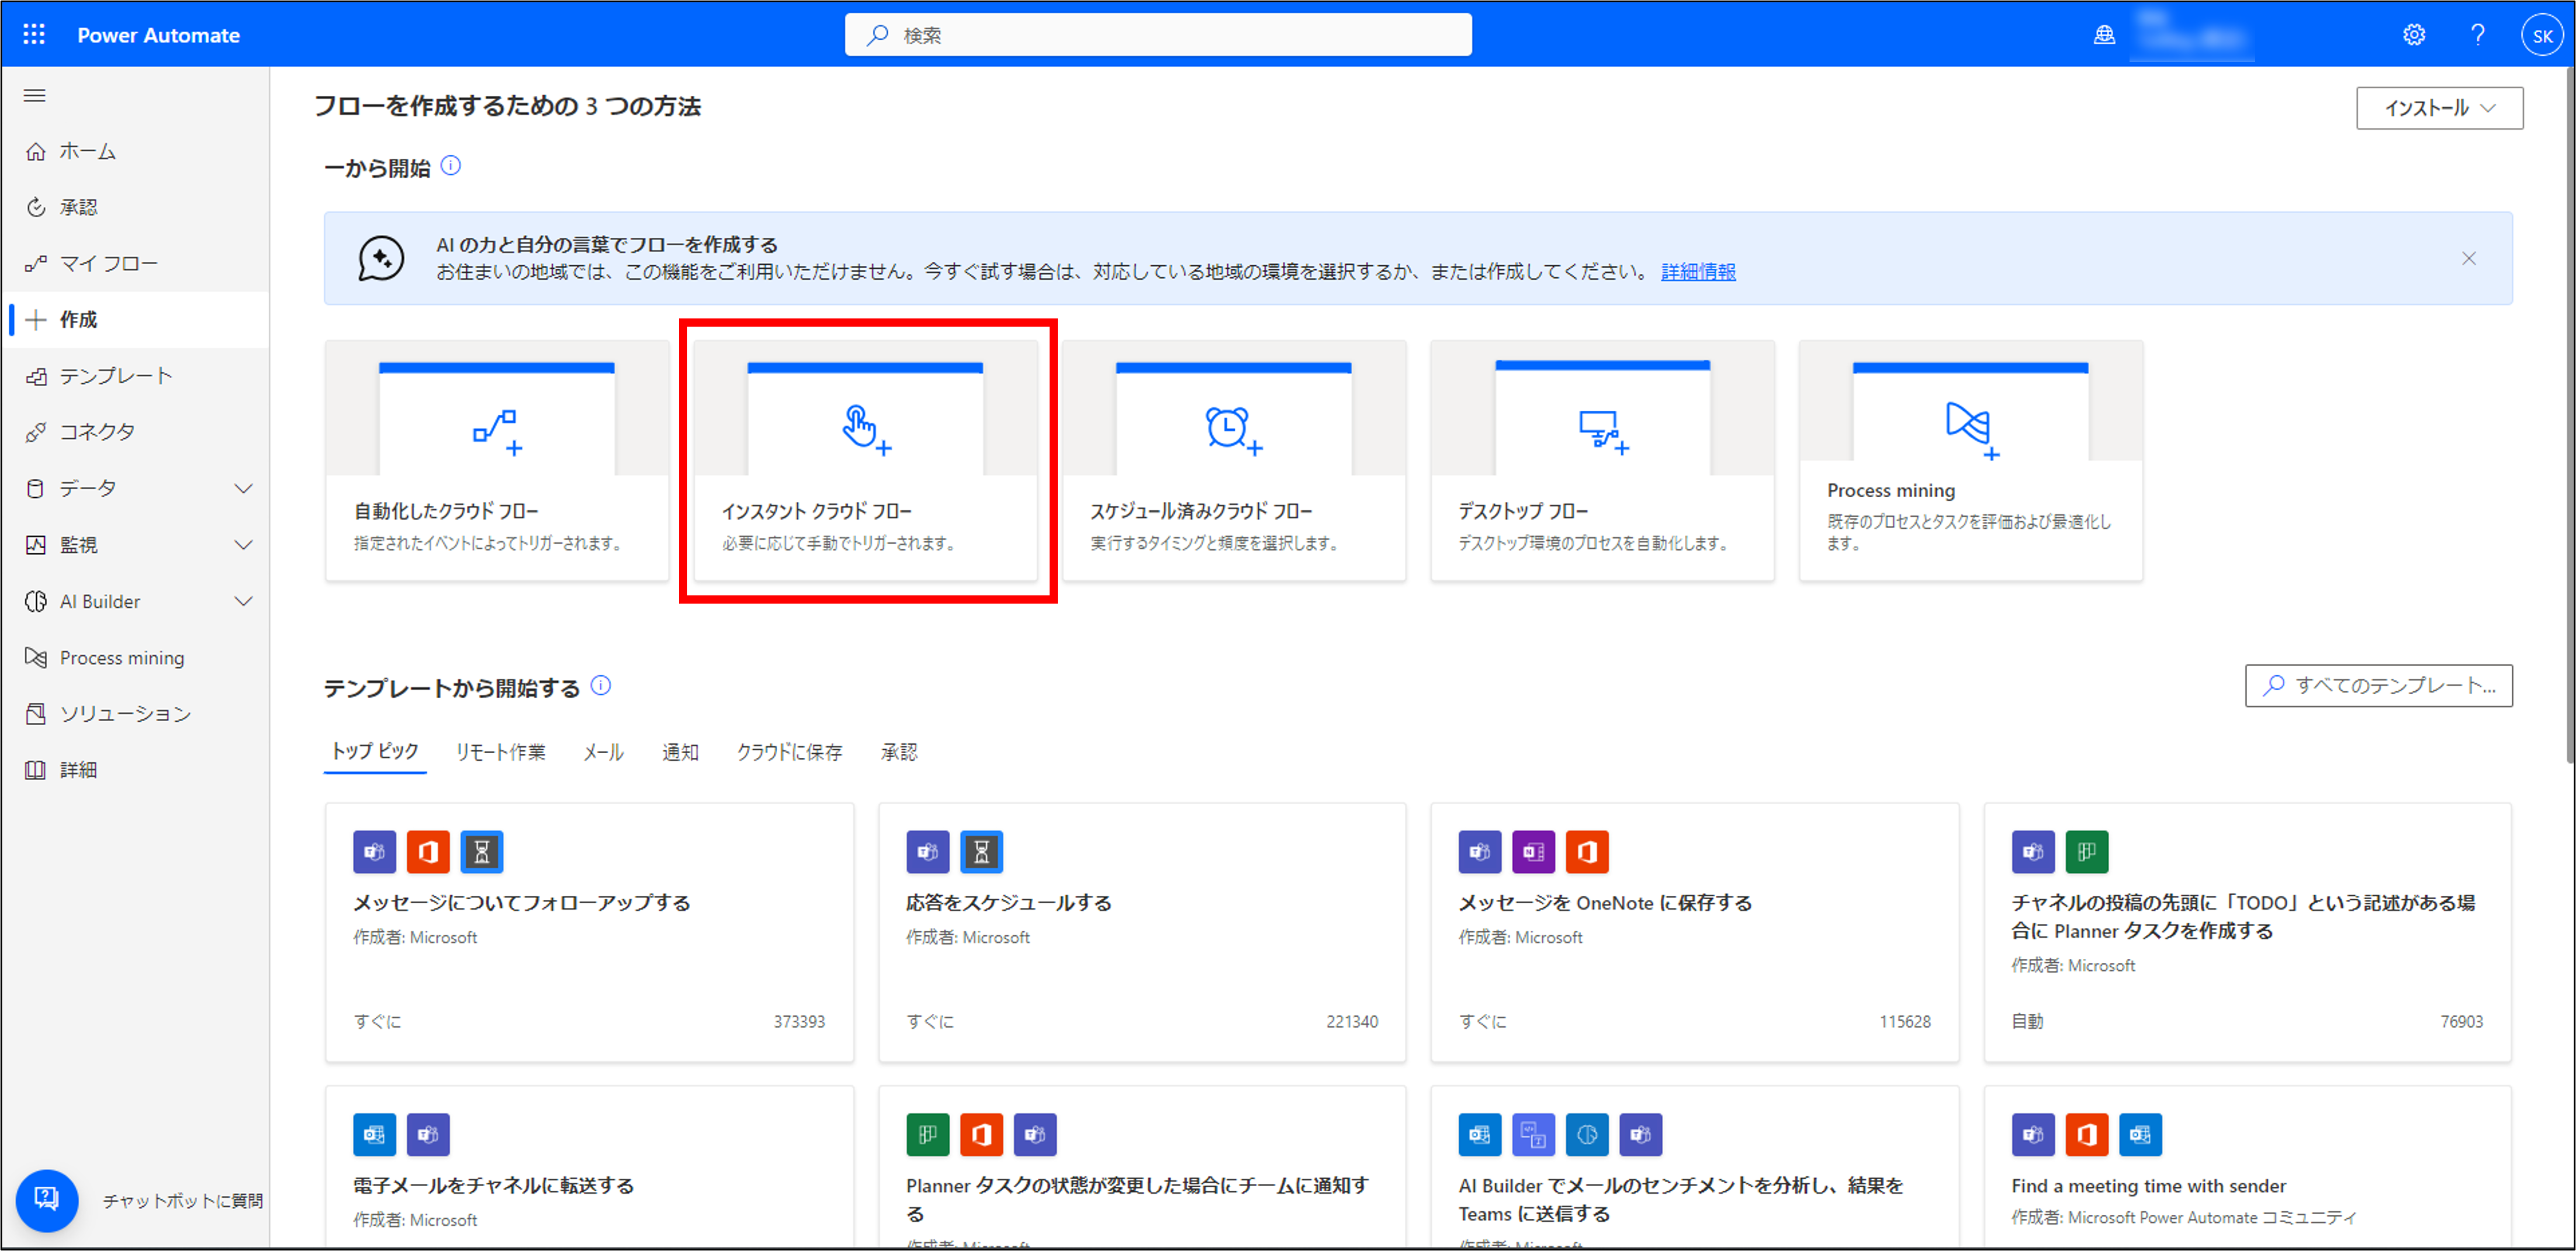 Power Automate
検索
SK
フローを作成するための 3 つの方法
インストール
ホーム
承認
マイ フロー
作成
テンプレート
コネクタ
データ
監視
AI Builder
Process mining
ソリューション
詳細
チャットボットに質問
一から開始
AI の力と自分の言葉でフローを作成する
お住まいの地域では、この機能をご利用いただけません。今すぐ試す場合は、対応している地域の環境を選択するか、または作成してください。 詳細情報
自動化したクラウド フロー
指定されたイベントによってトリガーされます。
インスタント クラウド フロー
必要に応じて手動でトリガーされます。
スケジュール済みクラウド フロー
実行するタイミングと頻度を選択します。
デスクトップ フロー
デスクトップ環境のプロセスを自動化します。
Process mining
既存のプロセスとタスクを評価および最適化し
ます。
テンプレートから開始する
すべてのテンプレート...
トップ ピック リモート作業 メール 通知 クラウドに保存 承認
メッセージについてフォローアップする
作成者: Microsoft
すぐに 373393
応答をスケジュールする
作成者: Microsoft
すぐに 221340
メッセージを OneNote に保存する
作成者: Microsoft
すぐに 115628
チャネルの投稿の先頭に「TODO」という記述がある場
合に Planner タスクを作成する
作成者: Microsoft
自動 76903
電子メールをチャネルに転送する
作成者: Microsoft
Planner タスクの状態が変更した場合にチームに通知す
る
作成者: Microsoft
AI Builder でメールのセンチメントを分析し、結果を
Teams に送信する
作成者: Microsoft
Find a meeting time with sender
作成者: Microsoft Power Automate コミュニティ